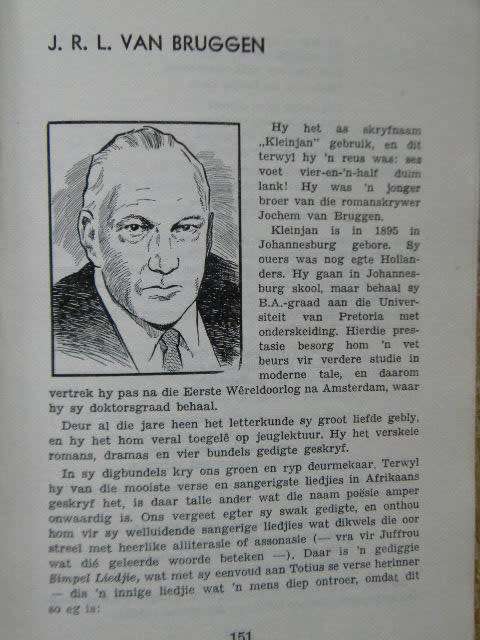 J. R. L. VAN BRUGGEN
Hy het as skryfnaam
„Kleinjan” gebruik, en dit
terwyl hy 'n reus was: ses
voet vier-en-'n-half duim
lank! Hy was 'n jonger
broer van die romanskrywer
Jochem van Bruggen.
Kleinjan is in 1895 in
Johannesburg gebore. Sy
ouers was nog egte Hollan-
ders. Hy gaan in Johannes-
burg skool, maar behaal sy
B.A.-graad aan die Univer-
siteit van Pretoria met
onderskeiding. Hierdie pres-
tasie besorg hom 'n vet
beurs vir verdere studie in
moderne tale, en daarom
vertrek hy pas na die Eerste Wêreldoorlog na Amsterdam, waar
hy sy doktorsgraad behaal.
Deur al die jare heen het letterkunde sy groot liefde gebly,
en hy het hom veral toegelê op jeuglektuur. Hy het verskeie
romans, dramas en vier bundels gedigte geskryf.
In sy digbundels kry ons groen en ryp deurmekaar. Terwyl
hy van die mooiste verse en sangerigste liedjies in Afrikaans
geskryf het, is daar talle ander wat die naam poësie amper
onwaardig is. Ons vergeet egter sy swak gedigte, en onthou
hom vir sy welluidende sangerige liedjies wat dikwels die oor
streel met heerlike alliterasie of assonasie (— vra vir Juffrou
wat dié geleerde woorde beteken —). Daar is 'n gediggie
Simpel Liedjie, wat met sy eenvoud aan Totius se verse herinner
— dis 'n innige liedjie wat 'n mens diep ontroer, omdat dit
so eg is:
151